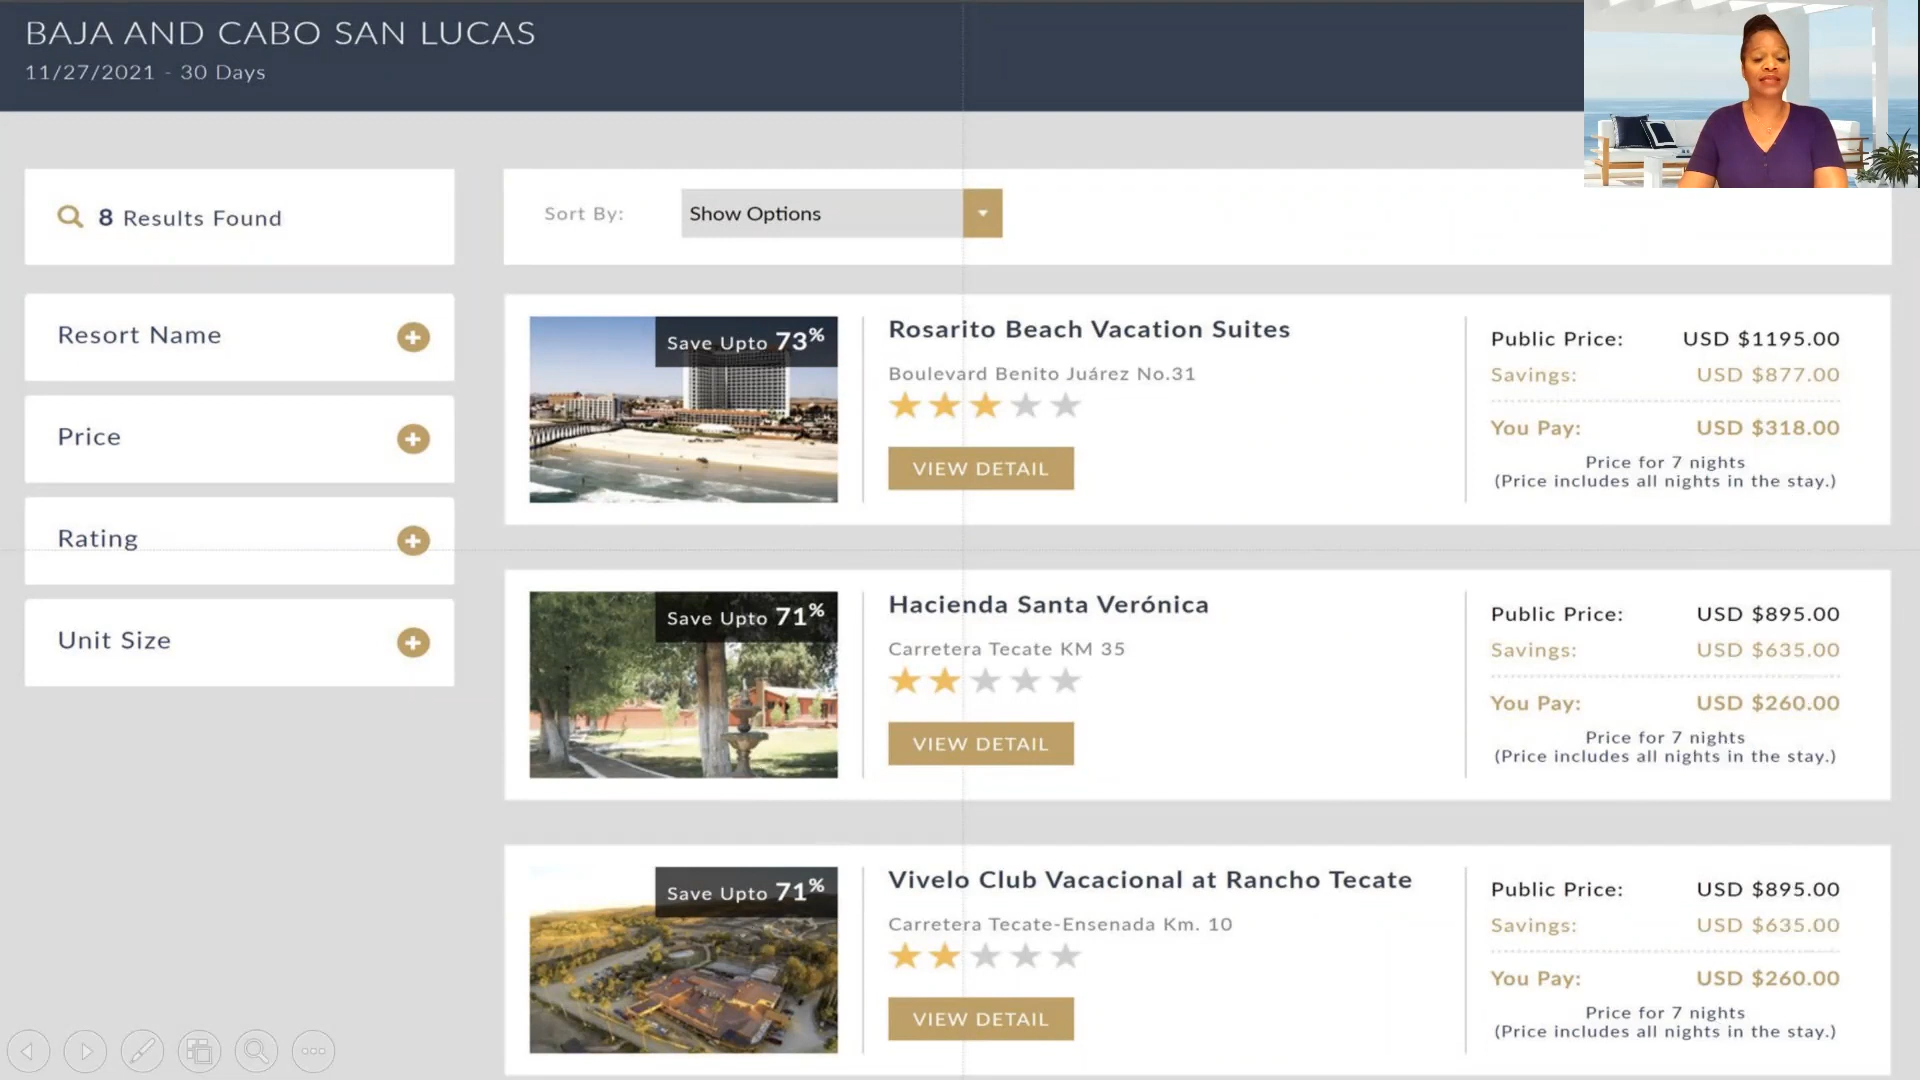 BAJA AND CABO SAN LUCAS
11/27/2021 - 30 Days
8 Results Found
Sort By: Show Options
Resort Name
Price
Rating
Unit Size
Save Upto 73%
Rosarito Beach Vacation Suites
Boulevard Benito Juárez No.31
VIEW DETAIL
Public Price: USD $1195.00
Savings: USD $877.00
You Pay: USD $318.00
Price for 7 nights
(Price includes all nights in the stay.)
Save Upto 71%
Hacienda Santa Verónica
Carretera Tecate KM 35
VIEW DETAIL
Public Price: USD $895.00
Savings: USD $635.00
You Pay: USD $260.00
Price for 7 nights
(Price includes all nights in the stay.)
Save Upto 71%
Vivelo Club Vacacional at Rancho Tecate
Carretera Tecate-Ensenada Km. 10
VIEW DETAIL
Public Price: USD $895.00
Savings: USD $635.00
You Pay: USD $260.00
Price for 7 nights
(Price includes all nights in the stay.)